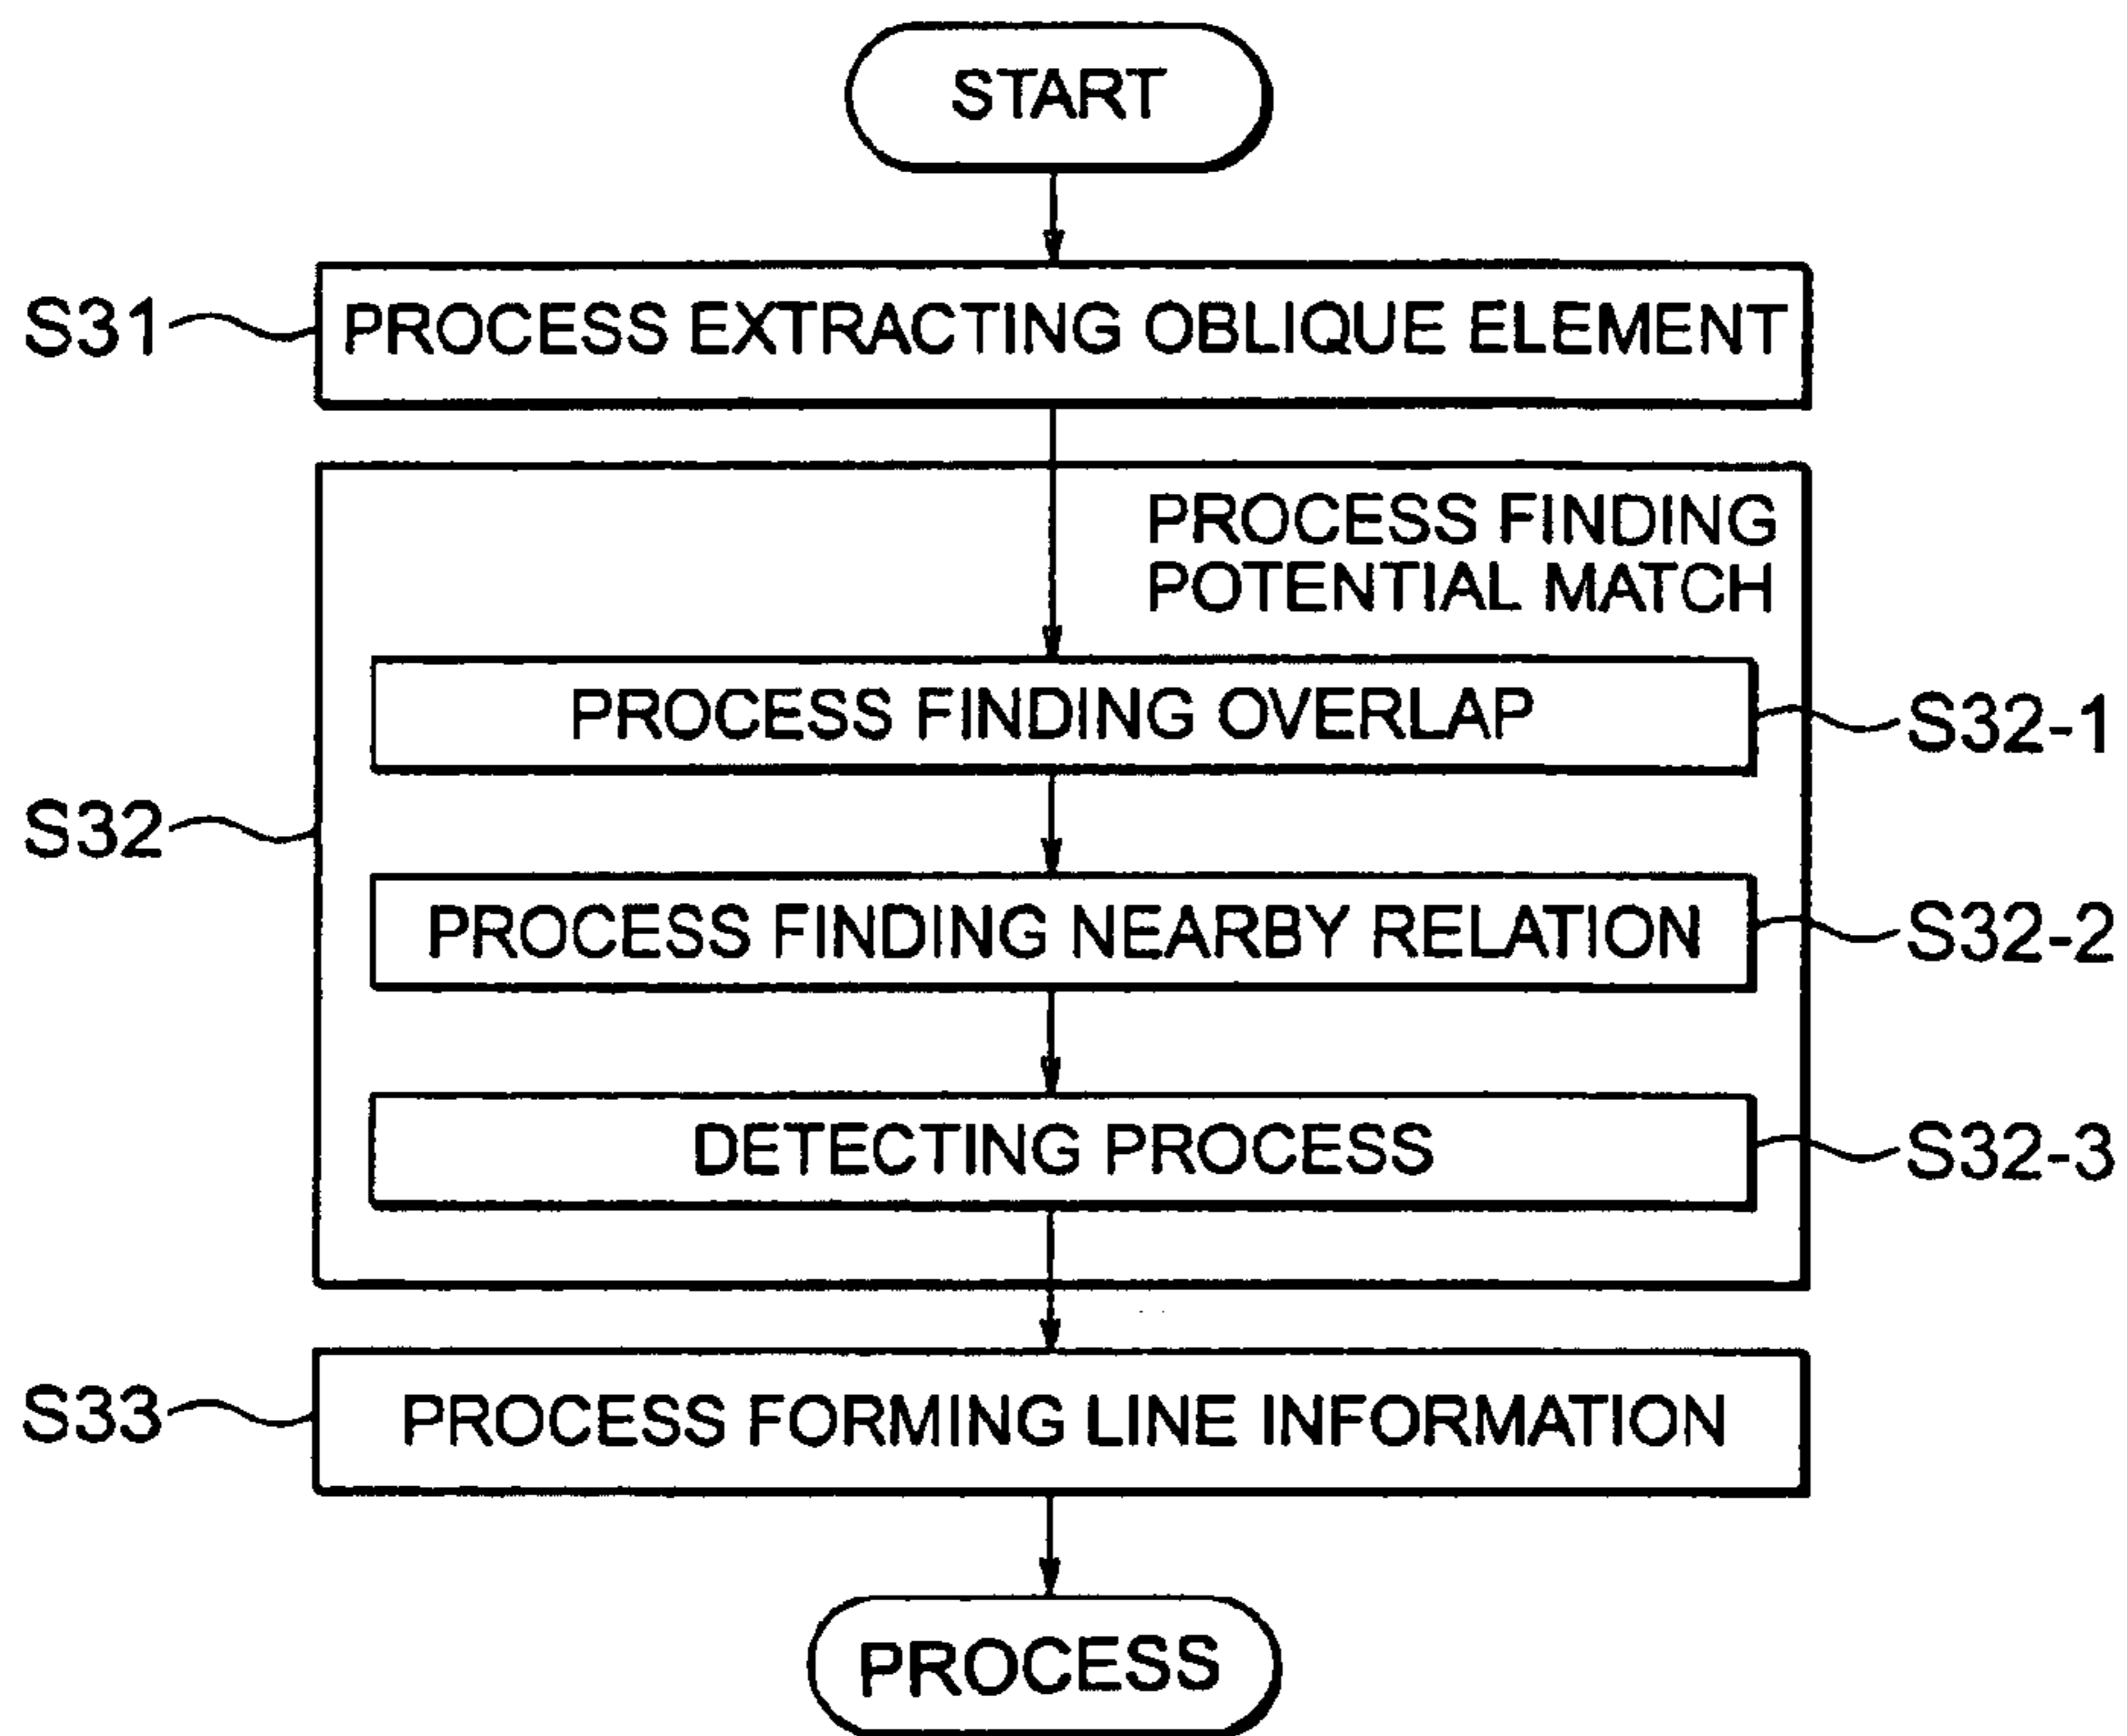 START
S31
PROCESS EXTRACTING OBLIQUE ELEMENT
PROCESS FINDING
POTENTIAL MATCH
PROCESS FINDING OVERLAP
S32-1
S32
PROCESS FINDING NEARBY RELATION
S32-2
DETECTING PROCESS
S32-3
S33
PROCESS FORMING LINE INFORMATION
PROCESS